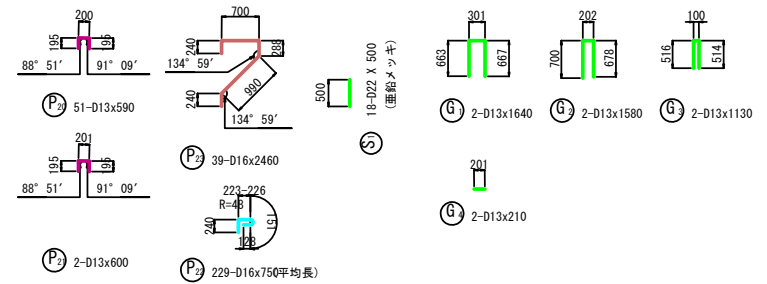 200
195
195
88° 51′
91° 09′
P20 51-D13x590
201
195
195
88° 51′
91° 09′
P21 2-D13x600
700
240
288
134° 59′
990
240
134° 59′
P23 39-D16x2460
223-226
R=48
240
151
128
P22 229-D16x750(平均長)
500
S1 18-D22 X 500
(亜鉛メッキ)
301
663
667
G1 2-D13x1640
202
700
678
G2 2-D13x1580
100
516
514
G3 2-D13x1130
201
G4 2-D13x210